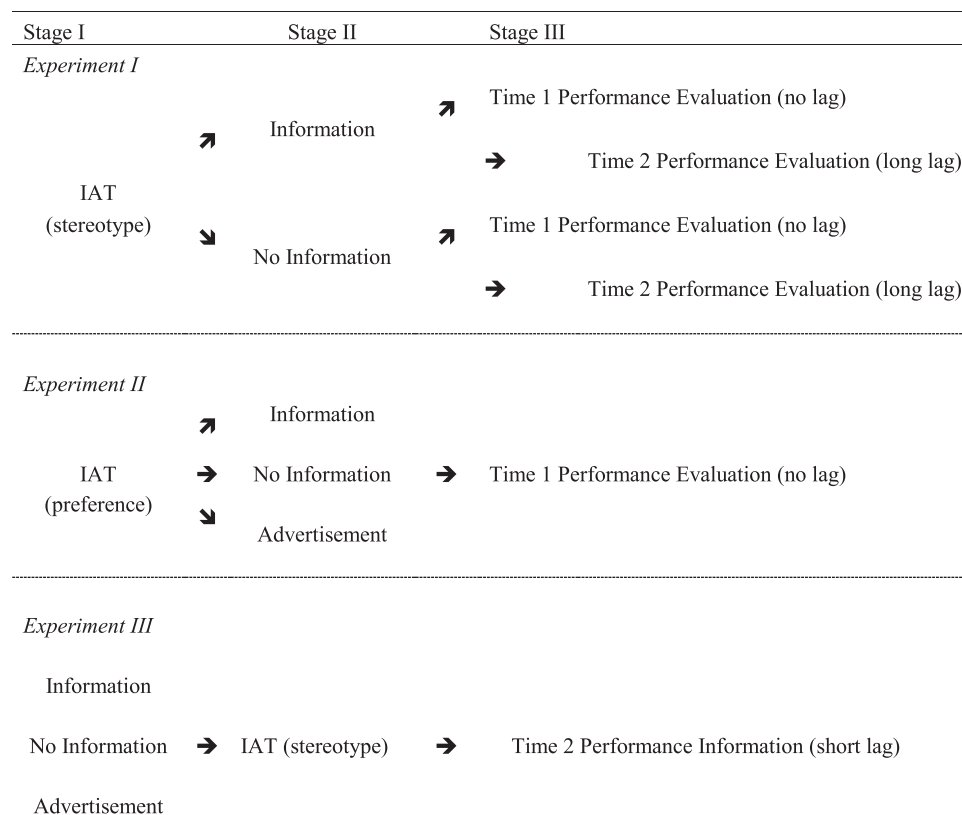 Stage I Stage II Stage III
Experiment I
Time 1 Performance Evaluation (no lag)
Information
Time 2 Performance Evaluation (long lag)
IAT
(stereotype)
Time 1 Performance Evaluation (no lag)
No Information
Time 2 Performance Evaluation (long lag)
Experiment II
Information
IAT No Information Time 1 Performance Evaluation (no lag)
(preference)
Advertisement
Experiment III
Information
No Information IAT (stereotype) Time 2 Performance Information (short lag)
Advertisement